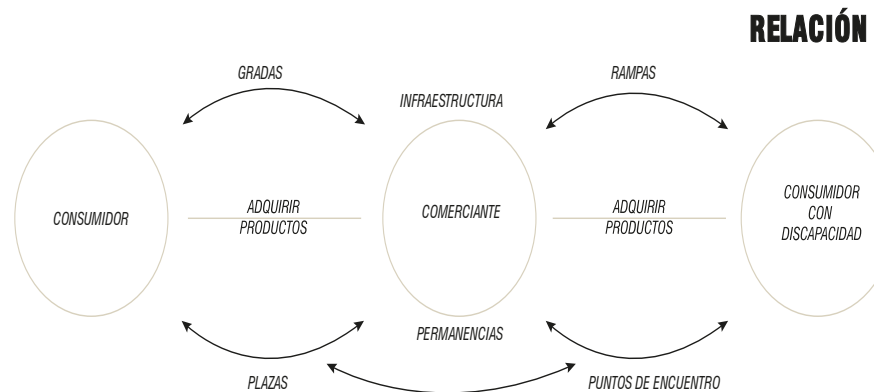 RELACIÓN
GRADAS
RAMPAS
INFRAESTRUCTURA
CONSUMIDOR
ADQUIRIR
PRODUCTOS
COMERCIANTE
ADQUIRIR
PRODUCTOS
CONSUMIDOR
CON
DISCAPACIDAD
PERMANENCIAS
PLAZAS
PUNTOS DE ENCUENTRO